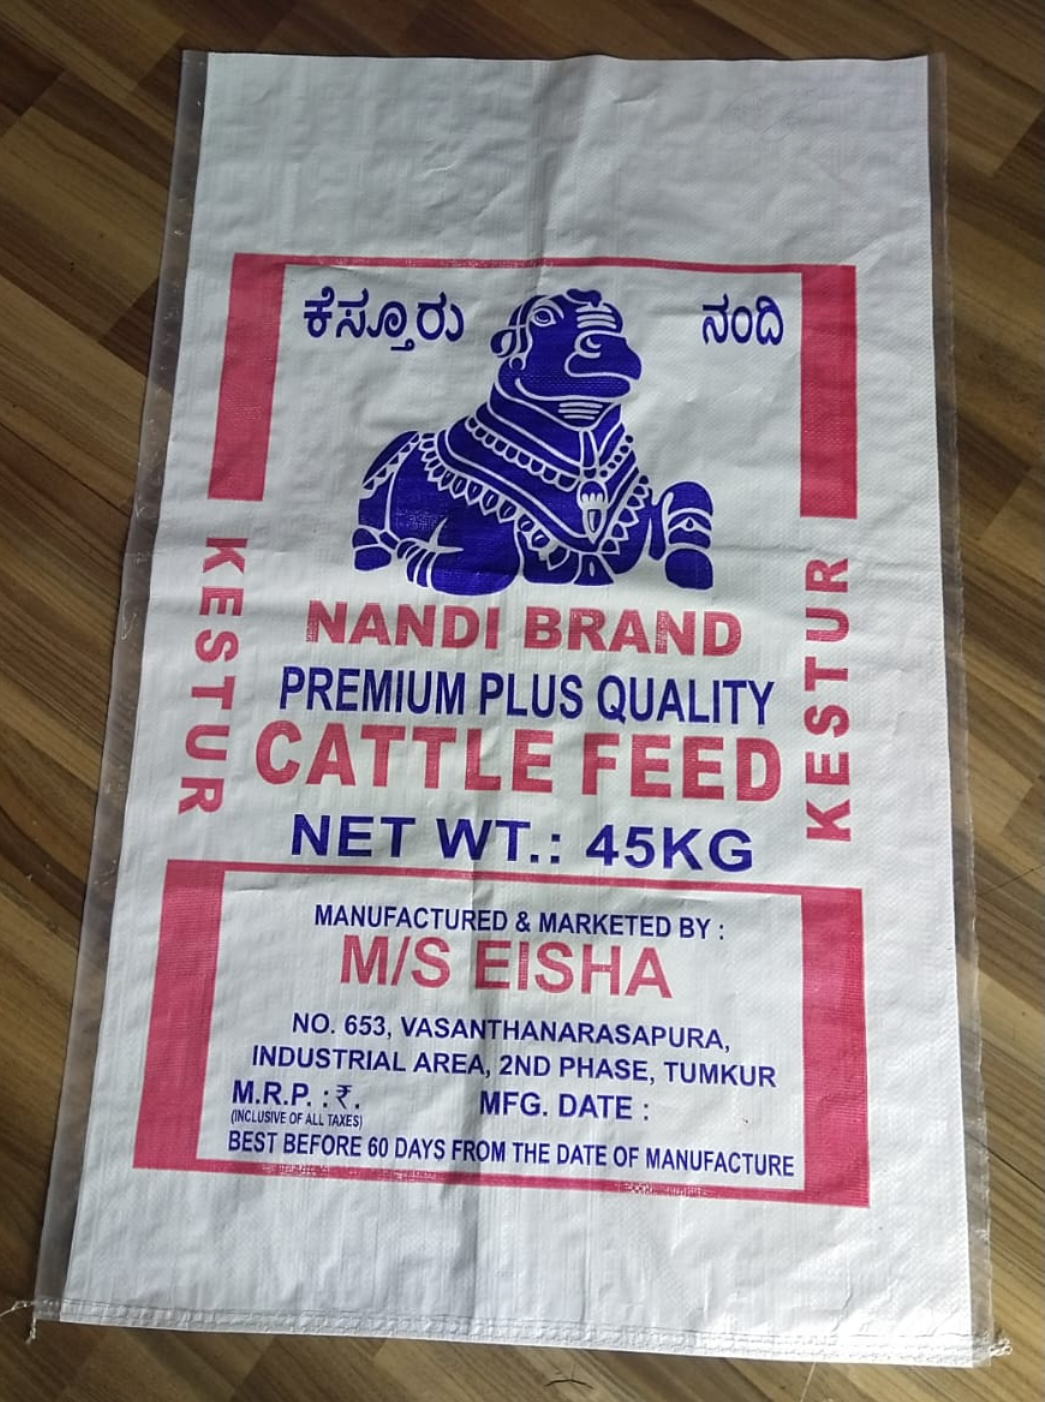 ಕೆಸ್ತೂರು ನಂದಿ
KESTUR
KESTUR
NANDI BRAND
PREMIUM PLUS QUALITY
CATTLE FEED
NET WT.: 45KG
MANUFACTURED & MARKETED BY :
M/S EISHA
NO. 653, VASANTHANARASAPURA,
INDUSTRIAL AREA, 2ND PHASE, TUMKUR
M.R.P. : ₹. MFG. DATE :
(INCLUSIVE OF ALL TAXES)
BEST BEFORE 60 DAYS FROM THE DATE OF MANUFACTURE